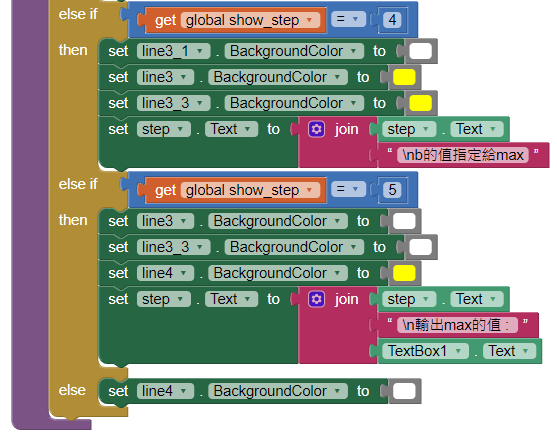 else if get global show_step = 4
then set line3_1 . BackgroundColor to
set line3 . BackgroundColor to
set line3_3 . BackgroundColor to
set step . Text to join step . Text
“ \nb的值指定給max ”
else if get global show_step = 5
then set line3 . BackgroundColor to
set line3_3 . BackgroundColor to
set line4 . BackgroundColor to
set step . Text to join step . Text
“ \n輸出max的值： ”
TextBox1 . Text
else set line4 . BackgroundColor to